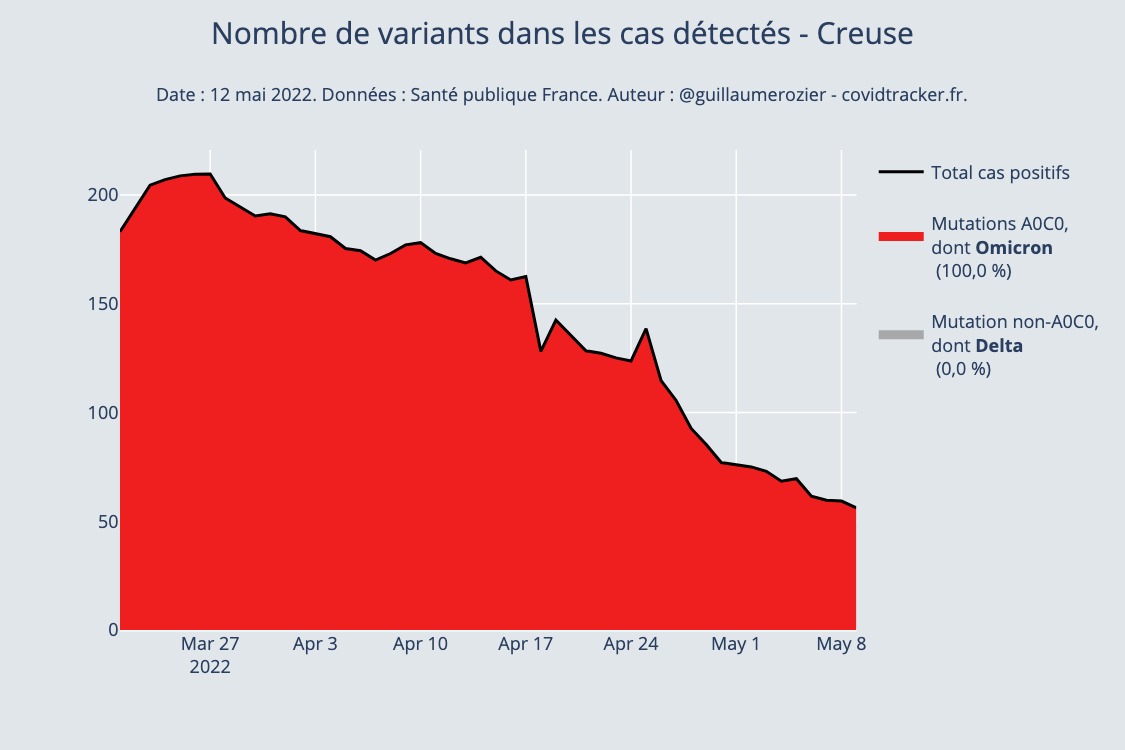 Nombre de variants dans les cas détectés - Creuse
Date : 12 mai 2022. Données : Santé publique France. Auteur : @guillaumerozier - covidtracker.fr.
Total cas positifs
Mutations A0C0,
dont Omicron
(100,0 %)
Mutation non-A0C0,
dont Delta
(0,0 %)
200
150
100
50
0
Mar 27
2022
Apr 3
Apr 10
Apr 17
Apr 24
May 1
May 8